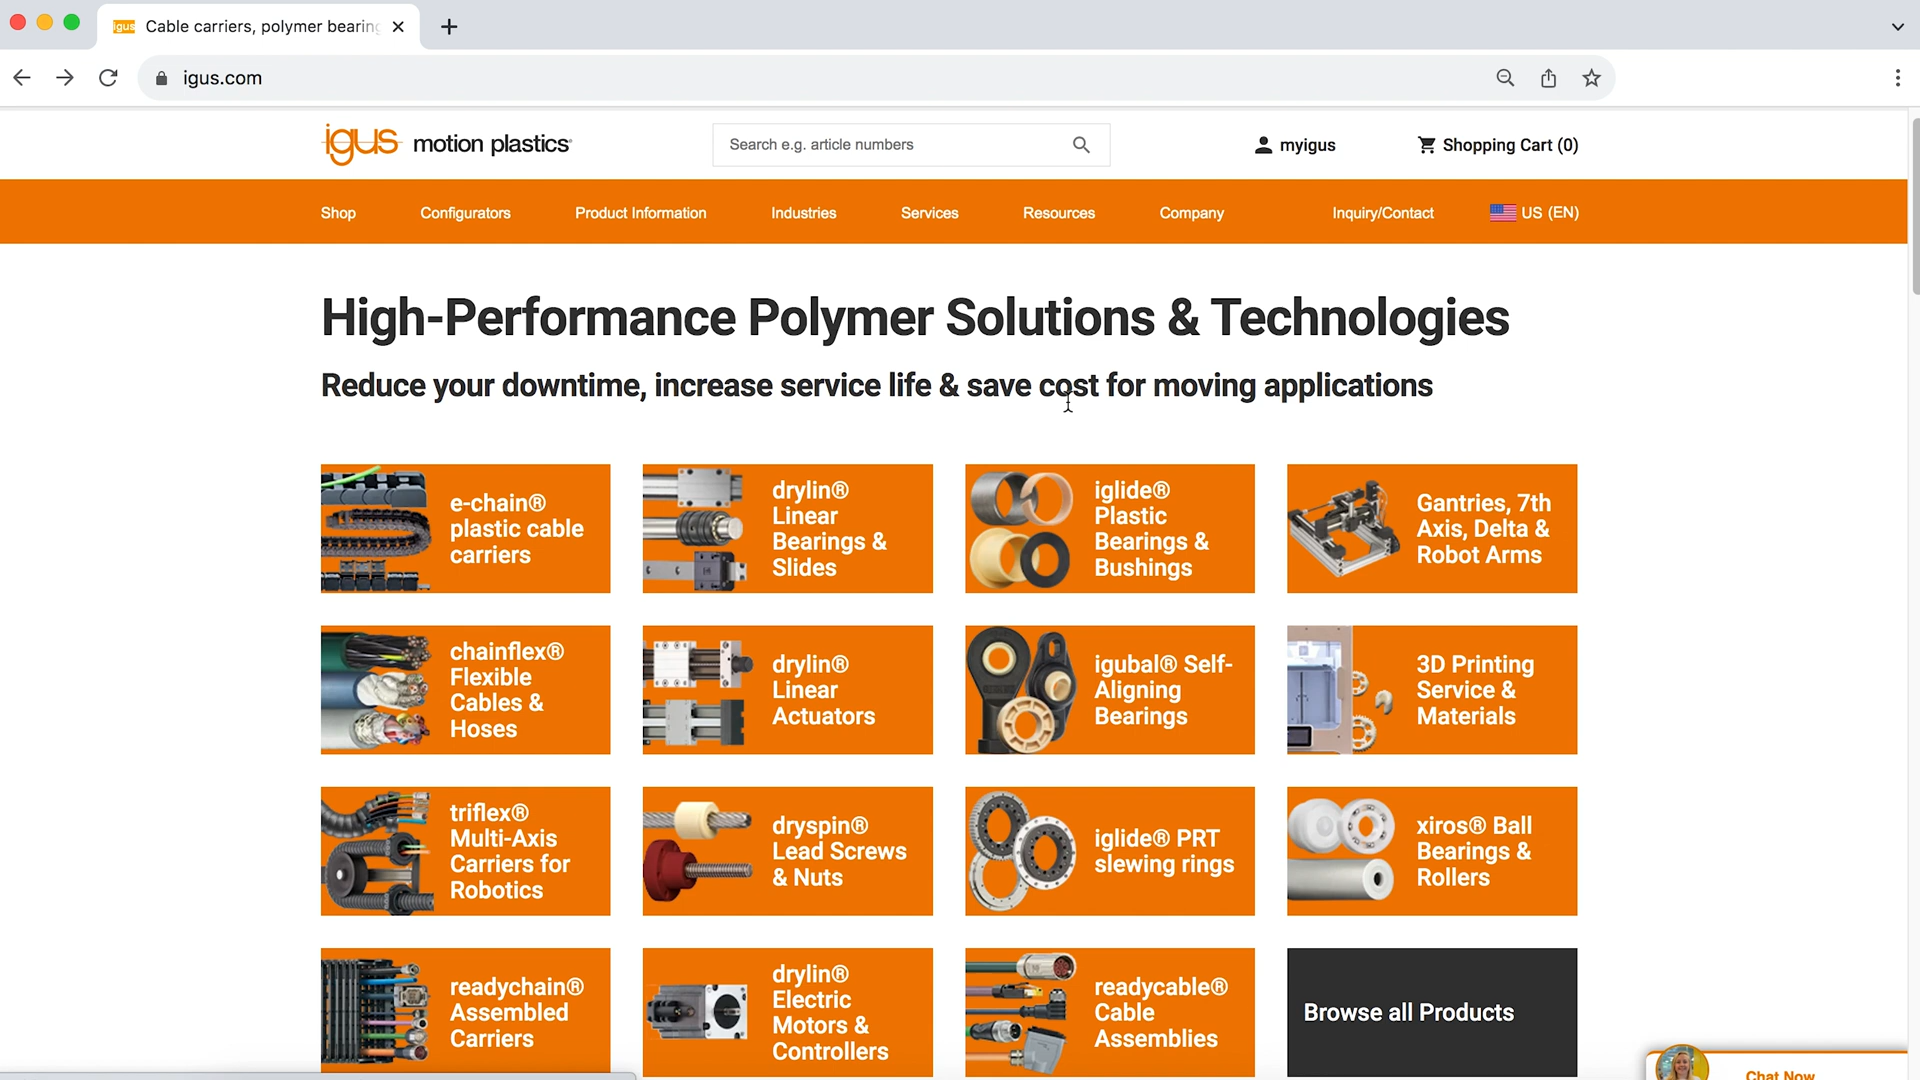 igus
Cable carriers, polymer bearing
igus.com
igus motion plastics®
Search e.g. article numbers
myigus
Shopping Cart (0)
Shop
Configurators
Product Information
Industries
Services
Resources
Company
Inquiry/Contact
US (EN)
High-Performance Polymer Solutions & Technologies
Reduce your downtime, increase service life & save cost for moving applications
e-chain®
plastic cable
carriers
drylin®
Linear
Bearings &
Slides
iglide®
Plastic
Bearings &
Bushings
Gantries, 7th
Axis, Delta &
Robot Arms
chainflex®
Flexible
Cables &
Hoses
drylin®
Linear
Actuators
igubal® Self-
Aligning
Bearings
3D Printing
Service &
Materials
triflex®
Multi-Axis
Carriers for
Robotics
dryspin®
Lead Screws
& Nuts
iglide® PRT
slewing rings
xiros® Ball
Bearings &
Rollers
readychain®
Assembled
Carriers
drylin®
Electric
Motors &
Controllers
readycable®
Cable
Assemblies
Browse all Products
Chat Now